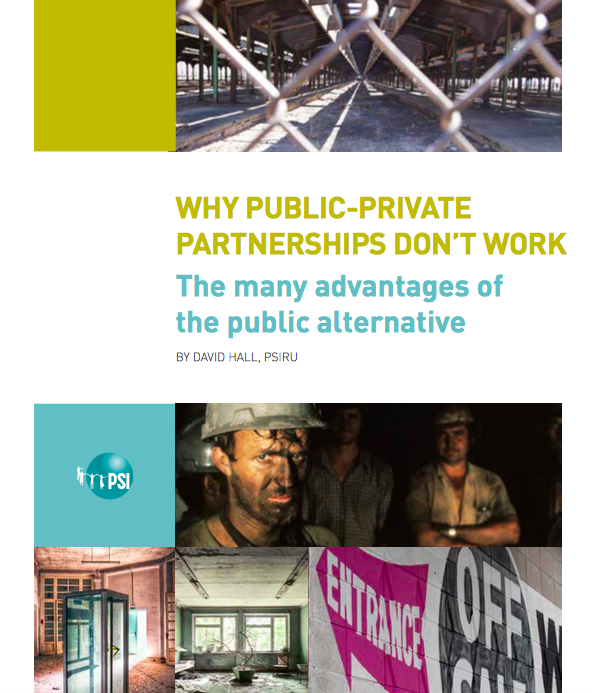 WHY PUBLIC-PRIVATE
PARTNERSHIPS DON'T WORK
The many advantages of
the public alternative
BY DAVID HALL, PSIRU
PSI
ENTRANCE
OFF